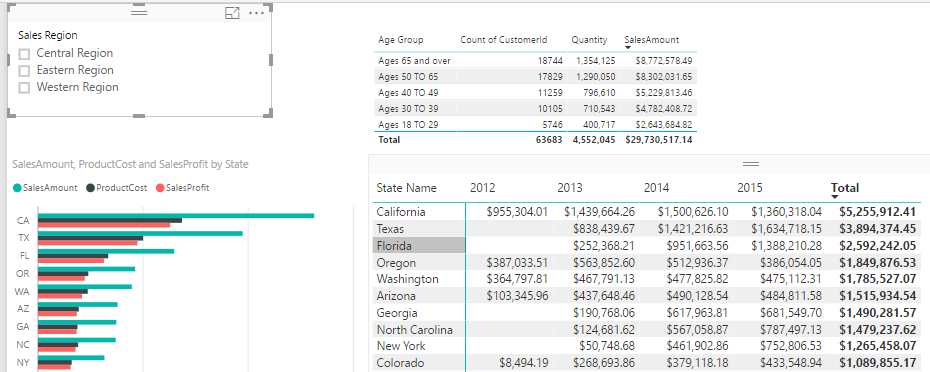 Sales Region
Central Region
Eastern Region
Western Region
Age Group Count of CustomerId Quantity SalesAmount
Ages 65 and over 18744 1,354,125 $8,772,578.49
Ages 50 TO 65 17829 1,290,050 $8,302,031.65
Ages 40 TO 49 11259 796,610 $5,229,813.46
Ages 30 TO 39 10105 710,543 $4,782,408.72
Ages 18 TO 29 5746 400,717 $2,643,684.82
Total 63683 4,552,045 $29,730,517.14
SalesAmount, ProductCost and SalesProfit by State
SalesAmount ProductCost SalesProfit
CA
TX
FL
OR
WA
AZ
GA
NC
NY
State Name 2012 2013 2014 2015 Total
California $955,304.01 $1,439,664.26 $1,500,626.10 $1,360,318.04 $5,255,912.41
Texas $838,439.67 $1,421,216.63 $1,634,718.15 $3,894,374.45
Florida $252,368.21 $951,663.56 $1,388,210.28 $2,592,242.05
Oregon $387,033.51 $563,852.60 $512,936.37 $386,054.05 $1,849,876.53
Washington $364,797.81 $467,791.13 $477,825.82 $475,112.31 $1,785,527.07
Arizona $103,345.96 $437,648.46 $490,128.54 $484,811.58 $1,515,934.54
Georgia $190,768.06 $617,963.81 $681,549.70 $1,490,281.57
North Carolina $124,681.62 $567,058.87 $787,497.13 $1,479,237.62
New York $50,748.68 $461,902.86 $752,806.53 $1,265,458.07
Colorado $8,494.19 $268,693.86 $379,118.18 $433,548.94 $1,089,855.17